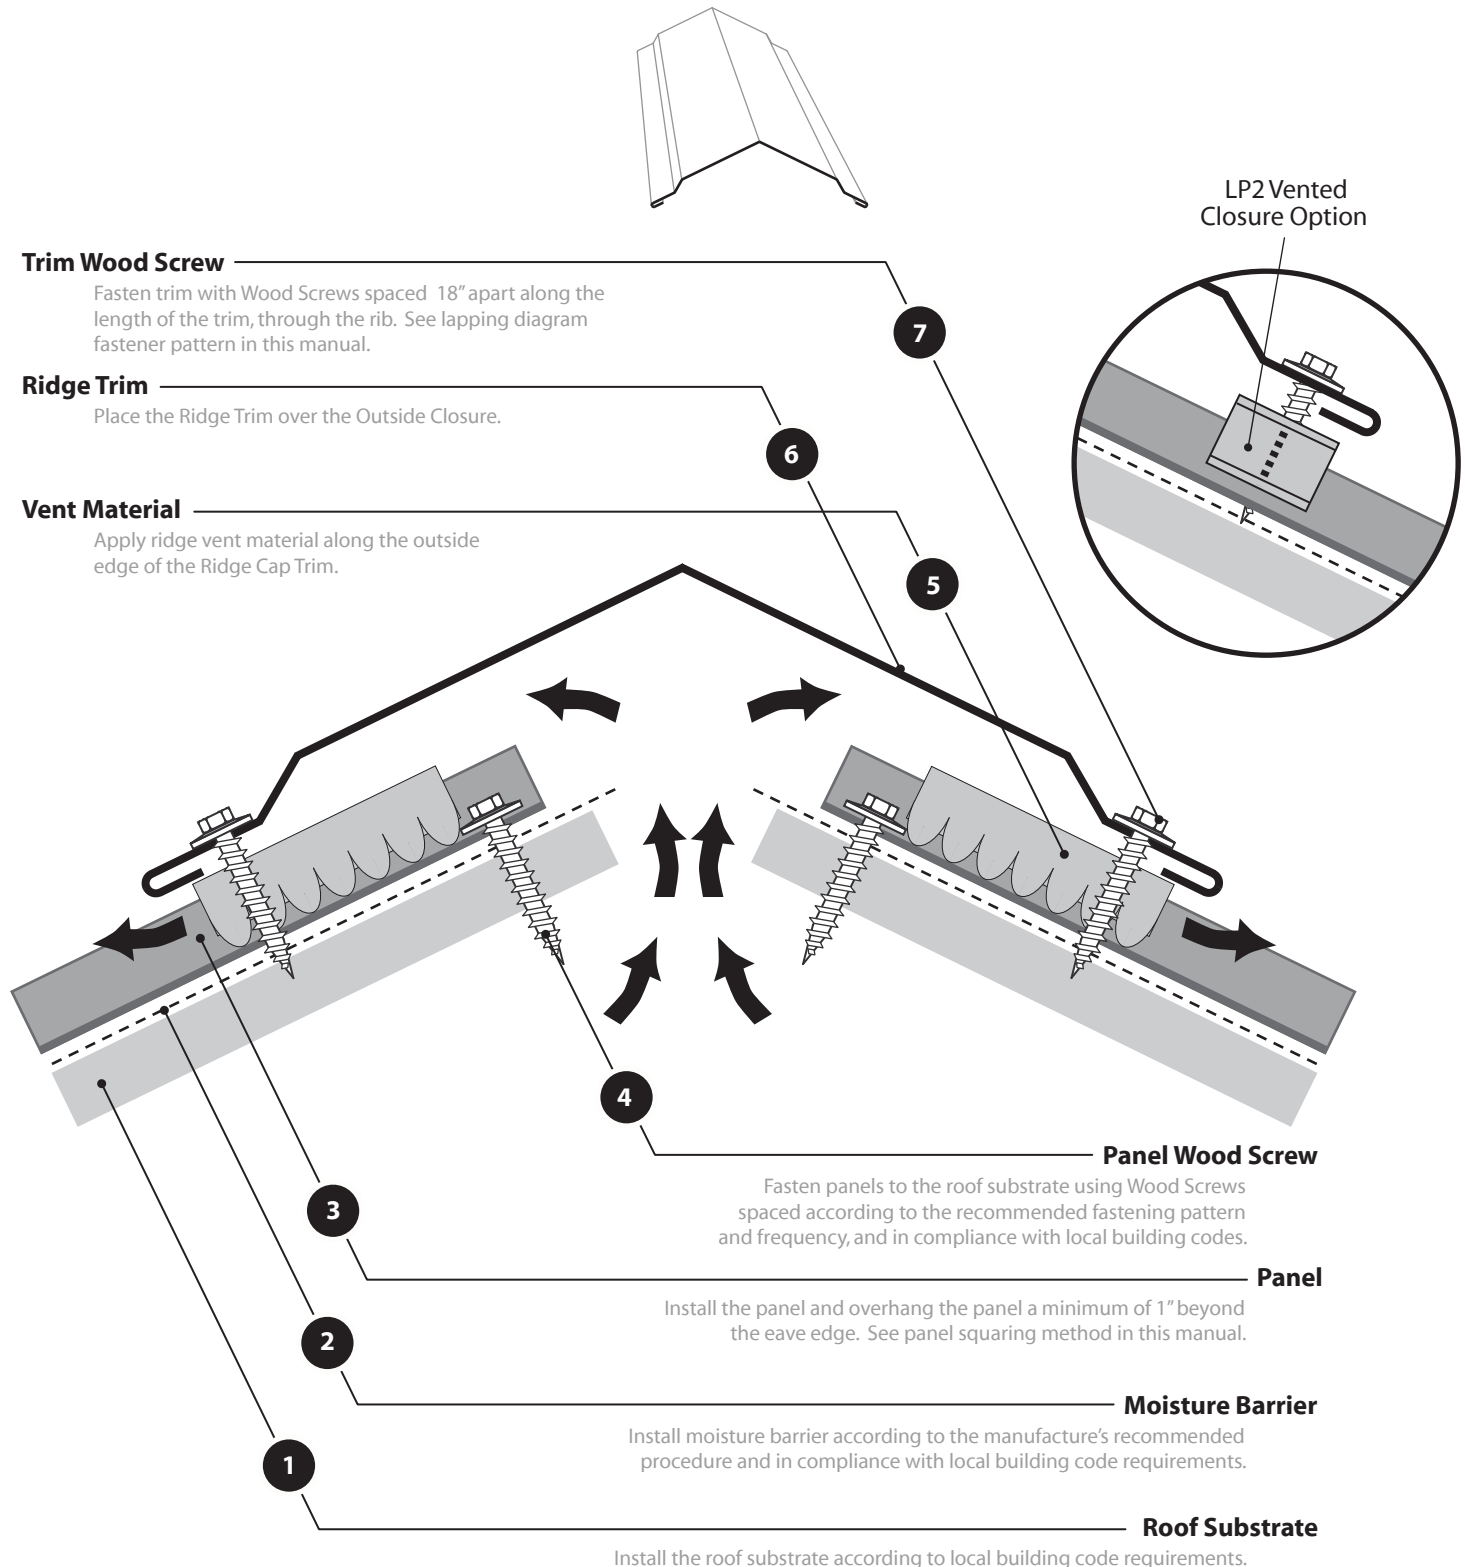 LP2 Vented
Closure Option
Trim Wood Screw
Fasten trim with Wood Screws spaced 18” apart along the
length of the trim, through the rib. See lapping diagram
fastener pattern in this manual.
7
Ridge Trim
Place the Ridge Trim over the Outside Closure.
6
Vent Material
Apply ridge vent material along the outside
edge of the Ridge Cap Trim.
5
4
Panel Wood Screw
Fasten panels to the roof substrate using Wood Screws
spaced according to the recommended fastening pattern
and frequency, and in compliance with local building codes.
3
Panel
Install the panel and overhang the panel a minimum of 1” beyond
the eave edge. See panel squaring method in this manual.
2
Moisture Barrier
Install moisture barrier according to the manufacture’s recommended
procedure and in compliance with local building code requirements.
1
Roof Substrate
Install the roof substrate according to local building code requirements.